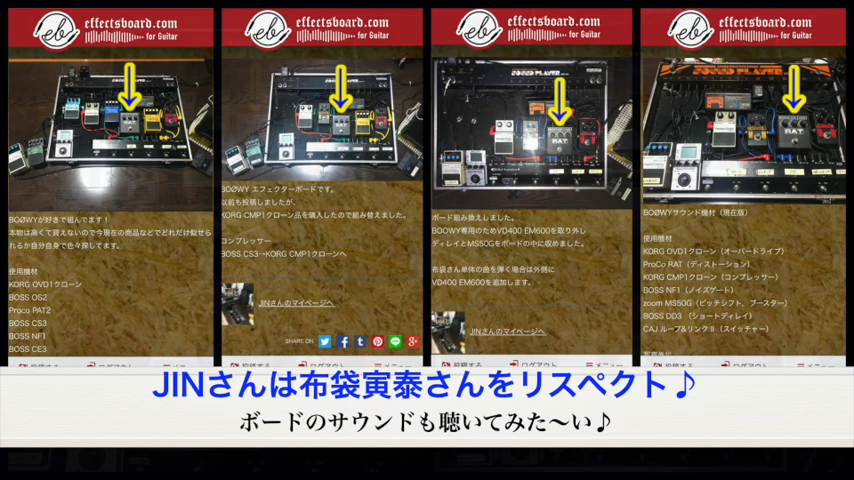 effectsboard.com
for Guitar
BOØWYが好きで組んでます！
本物は高くて買えないので今現在の商品などでどれだけ似せら
れるか自分自身で色々探してます。
使用機材
KORG OVD1クローン
BOSS OS2
Proco PAT2
BOSS CS3
BOSS NF1
BOSS CE3
effectsboard.com
for Guitar
BOØWY エフェクターボードです。
以前も投稿しましたが、
KORG CMP1クローン品を購入したので組み替えました。
コンプレッサー
BOSS CS3→KORG CMP1クローンへ
JINさんのマイページへ
SHARE ON
effectsboard.com
for Guitar
SOUND PLAYER
RAT
ボード組み換えしました。
BOOWY専用のためVD400 EM600を取り外し
ディレイとMS50Gをボードの中に収めました。
布袋さん単体の曲を弾く場合は外側に
VD400 EM600を追加します。
JINさんのマイページへ
effectsboard.com
for Guitar
SOUND PLAYER
RAT
BOØWYサウンド機材（現在版）
使用機材
KORG OVD1クローン（オーバードライブ）
ProCo RAT（ディストーション）
KORG CMP1クローン（コンプレッサー）
BOSS NF1（ノイズゲート）
zoom MS50G（ピッチシフト、ブースター）
BOSS DD3 （ショートディレイ）
CAJ ループ&リンクⅡ（スイッチャー）
JINさんは布袋寅泰さんをリスペクト♪
ボードのサウンドも聴いてみた〜い♪